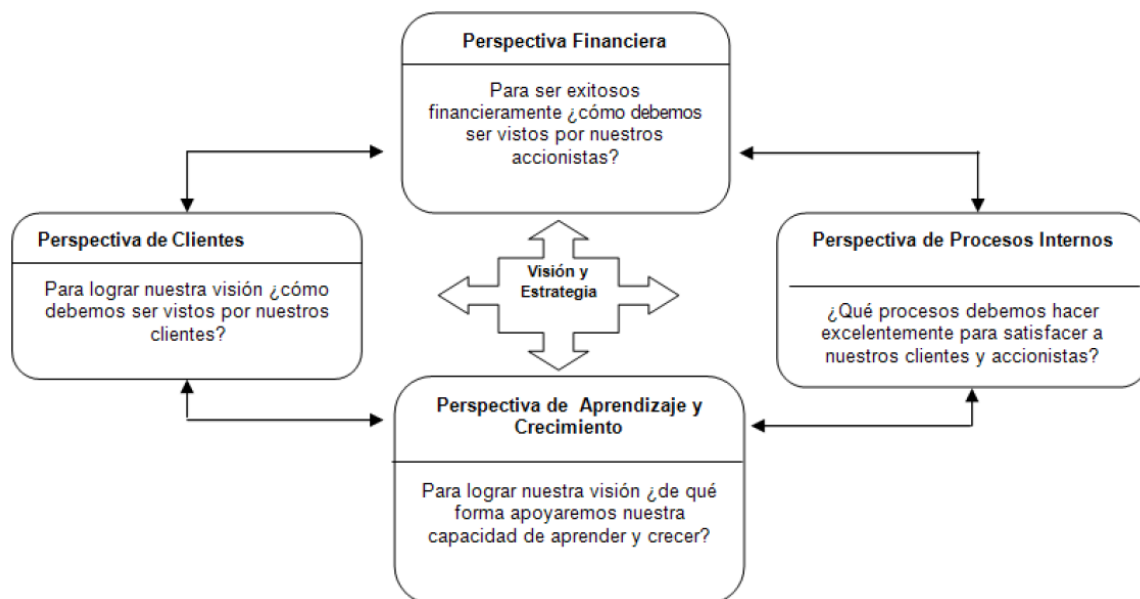 Perspectiva Financiera
Para ser exitosos
financieramente ¿cómo debemos
ser vistos por nuestros
accionistas?
Perspectiva de Clientes
Para lograr nuestra visión ¿cómo
debemos ser vistos por nuestros
clientes?
Visión y
Estrategia
Perspectiva de Procesos Internos
¿Qué procesos debemos hacer
excelentemente para satisfacer a
nuestros clientes y accionistas?
Perspectiva de Aprendizaje y
Crecimiento
Para lograr nuestra visión ¿de qué
forma apoyaremos nuestra
capacidad de aprender y crecer?